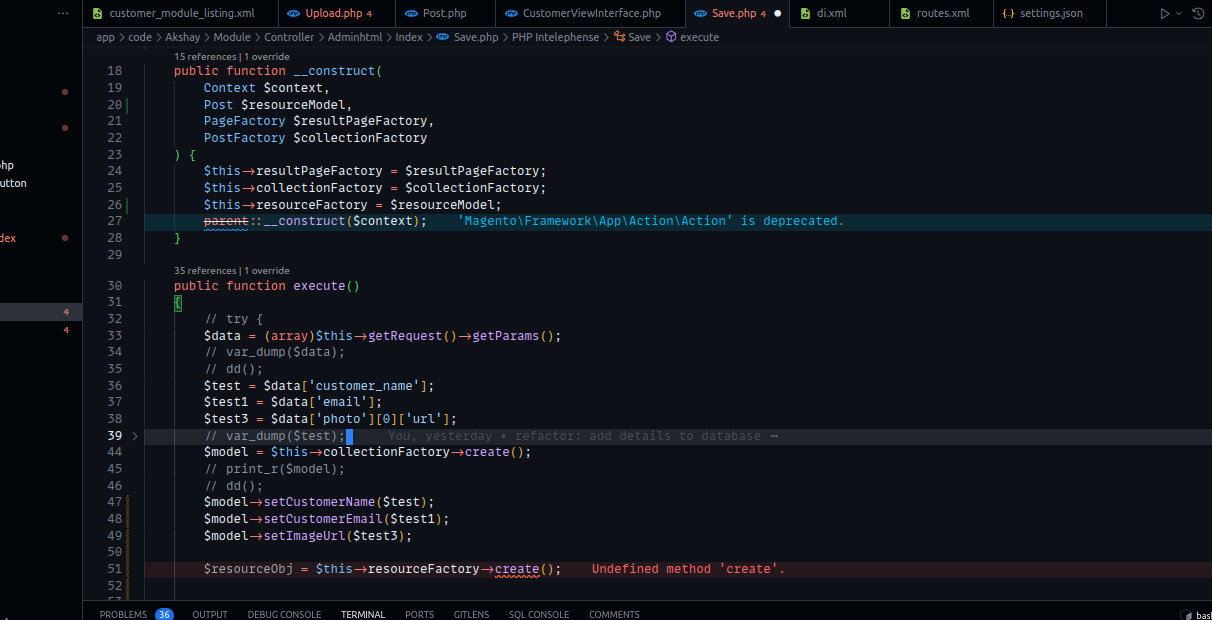 ··· customer_module_listing.xml Upload.php 4 Post.php CustomerViewInterface.php Save.php 4 ● di.xml routes.xml {..} settings.json
app > code > Akshay > Module > Controller > Adminhtml > Index > Save.php > PHP Intelephense > Save > execute
15 references | 1 override
18 public function __construct(
19 Context $context,
20 Post $resourceModel,
21 PageFactory $resultPageFactory,
22 PostFactory $collectionFactory
23 ) {
24 $this→resultPageFactory = $resultPageFactory;
25 $this→collectionFactory = $collectionFactory;
26 $this→resourceFactory = $resourceModel;
27 parent::__construct($context); 'Magento\Framework\App\Action\Action' is deprecated.
28 }
29
35 references | 1 override
30 public function execute()
31 {
32 // try {
33 $data = (array)$this→getRequest()→getParams();
34 // var_dump($data);
35 // dd();
36 $test = $data['customer_name'];
37 $test1 = $data['email'];
38 $test3 = $data['photo'][0]['url'];
39 > // var_dump($test); You, yesterday • refactor: add details to database ⋯
44 $model = $this→collectionFactory→create();
45 // print_r($model);
46 // dd();
47 $model→setCustomerName($test);
48 $model→setCustomerEmail($test1);
49 $model→setImageUrl($test3);
50
51 $resourceObj = $this→resourceFactory→create(); Undefined method 'create'.
52
hp
utton
dex
4
4
PROBLEMS 36 OUTPUT DEBUG CONSOLE TERMINAL PORTS GITLENS SQL CONSOLE COMMENTS bas